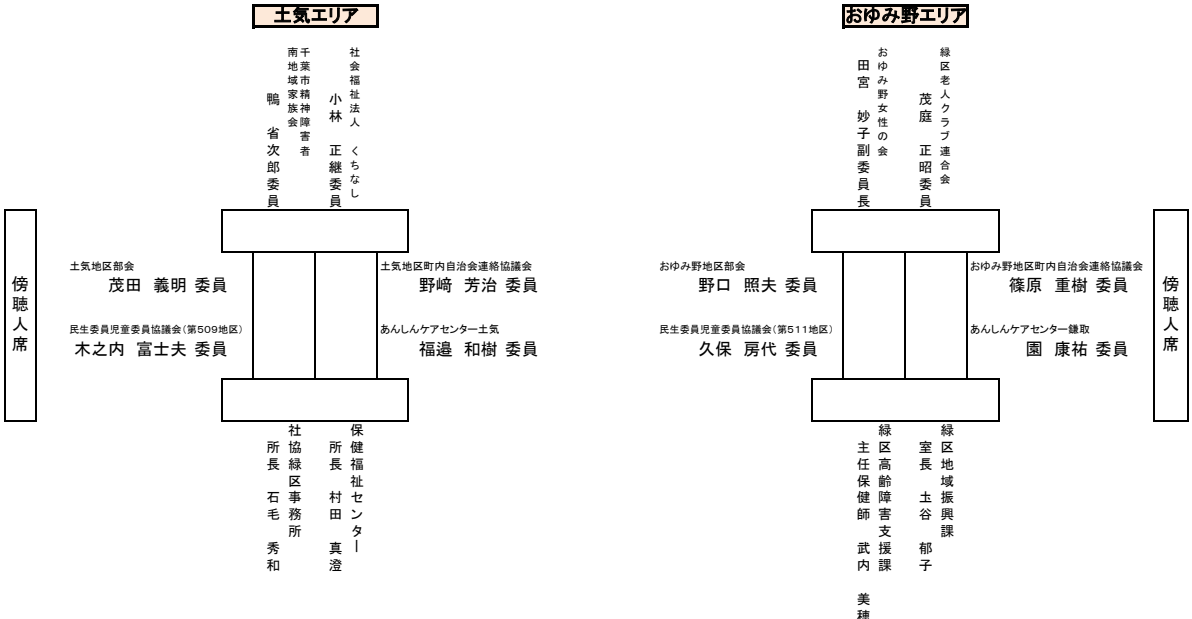 土気エリア
千葉市精神障害者
南地域家族会
鴨 省次郎委員
社会福祉法人 くちなし
小林 正継委員
傍聴人席
土気地区部会
茂田 義明 委員
民生委員児童委員協議会(第509地区)
木之内 富士夫 委員
土気地区町内自治会連絡協議会
野﨑 芳治 委員
あんしんケアセンター土気
福邉 和樹 委員
社協緑区事務所
所長 石毛 秀和
保健福祉センター
所長 村田 真澄
おゆみ野エリア
おゆみ野女性の会
田宮 妙子副委員長
緑区老人クラブ連合会
茂庭 正昭委員
おゆみ野地区部会
野口 照夫 委員
民生委員児童委員協議会(第511地区)
久保 房代 委員
おゆみ野地区町内自治会連絡協議会
篠原 重樹 委員
あんしんケアセンター鎌取
園 康祐 委員
傍聴人席
緑区高齢障害支援課
主任保健師 武内 美穂
緑区地域振興課
室長 圡谷 郁子